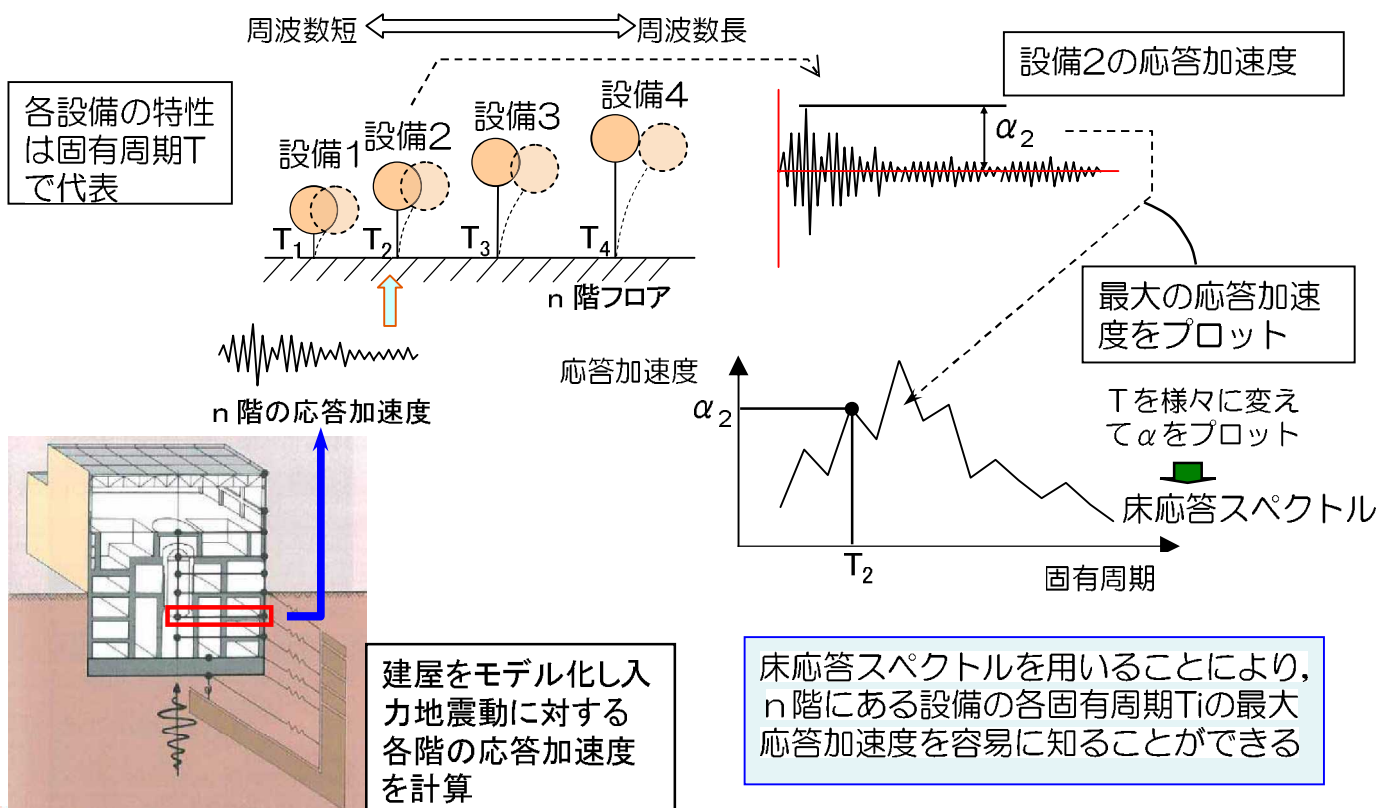 周波数短
周波数長
設備2の応答加速度
各設備の特性
は固有周期T
で代表
設備1
設備2
設備3
設備4
T1
T2
T3
T4
n 階フロア
α2
最大の応答加速
度をプロット
n 階の応答加速度
応答加速度
α2
T2
固有周期
Tを様々に変え
てαをプロット
床応答スペクトル
建屋をモデル化し入
力地震動に対する
各階の応答加速度
を計算
床応答スペクトルを用いることにより,
n階にある設備の各固有周期Tiの最大
応答加速度を容易に知ることができる